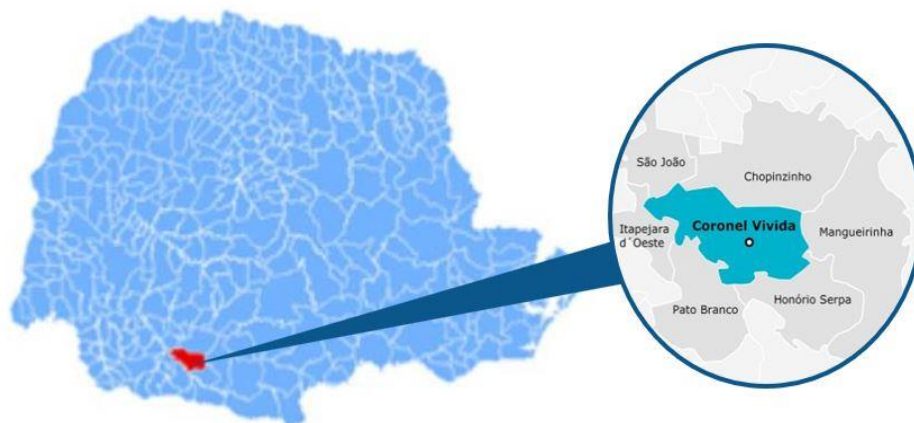 São João
Chopinzinho
Coronel Vivida
Itapejara
d´Oeste
Mangueirinha
Honório Serpa
Pato Branco